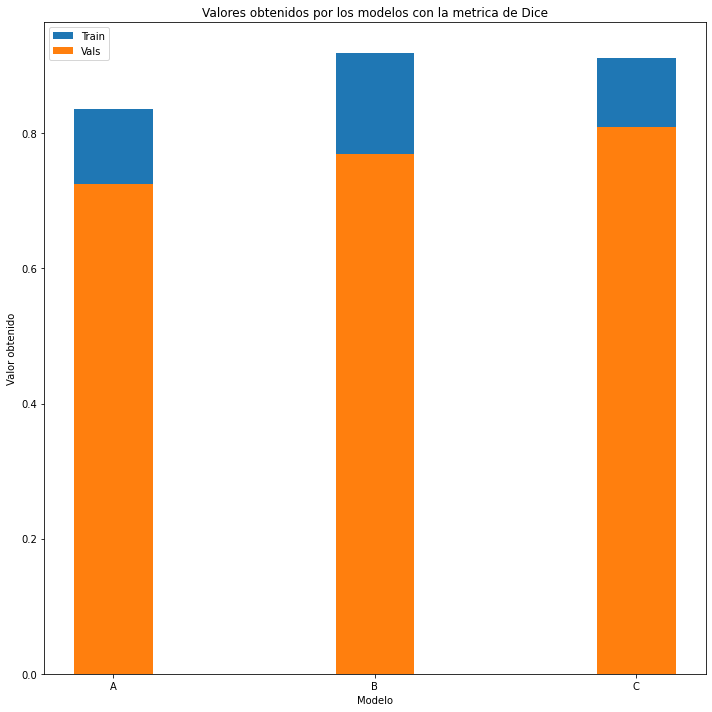 Valores obtenidos por los modelos con la metrica de Dice
Train
Vals
0.8
0.6
0.4
0.2
0.0
Valor obtenido
A B C
Modelo